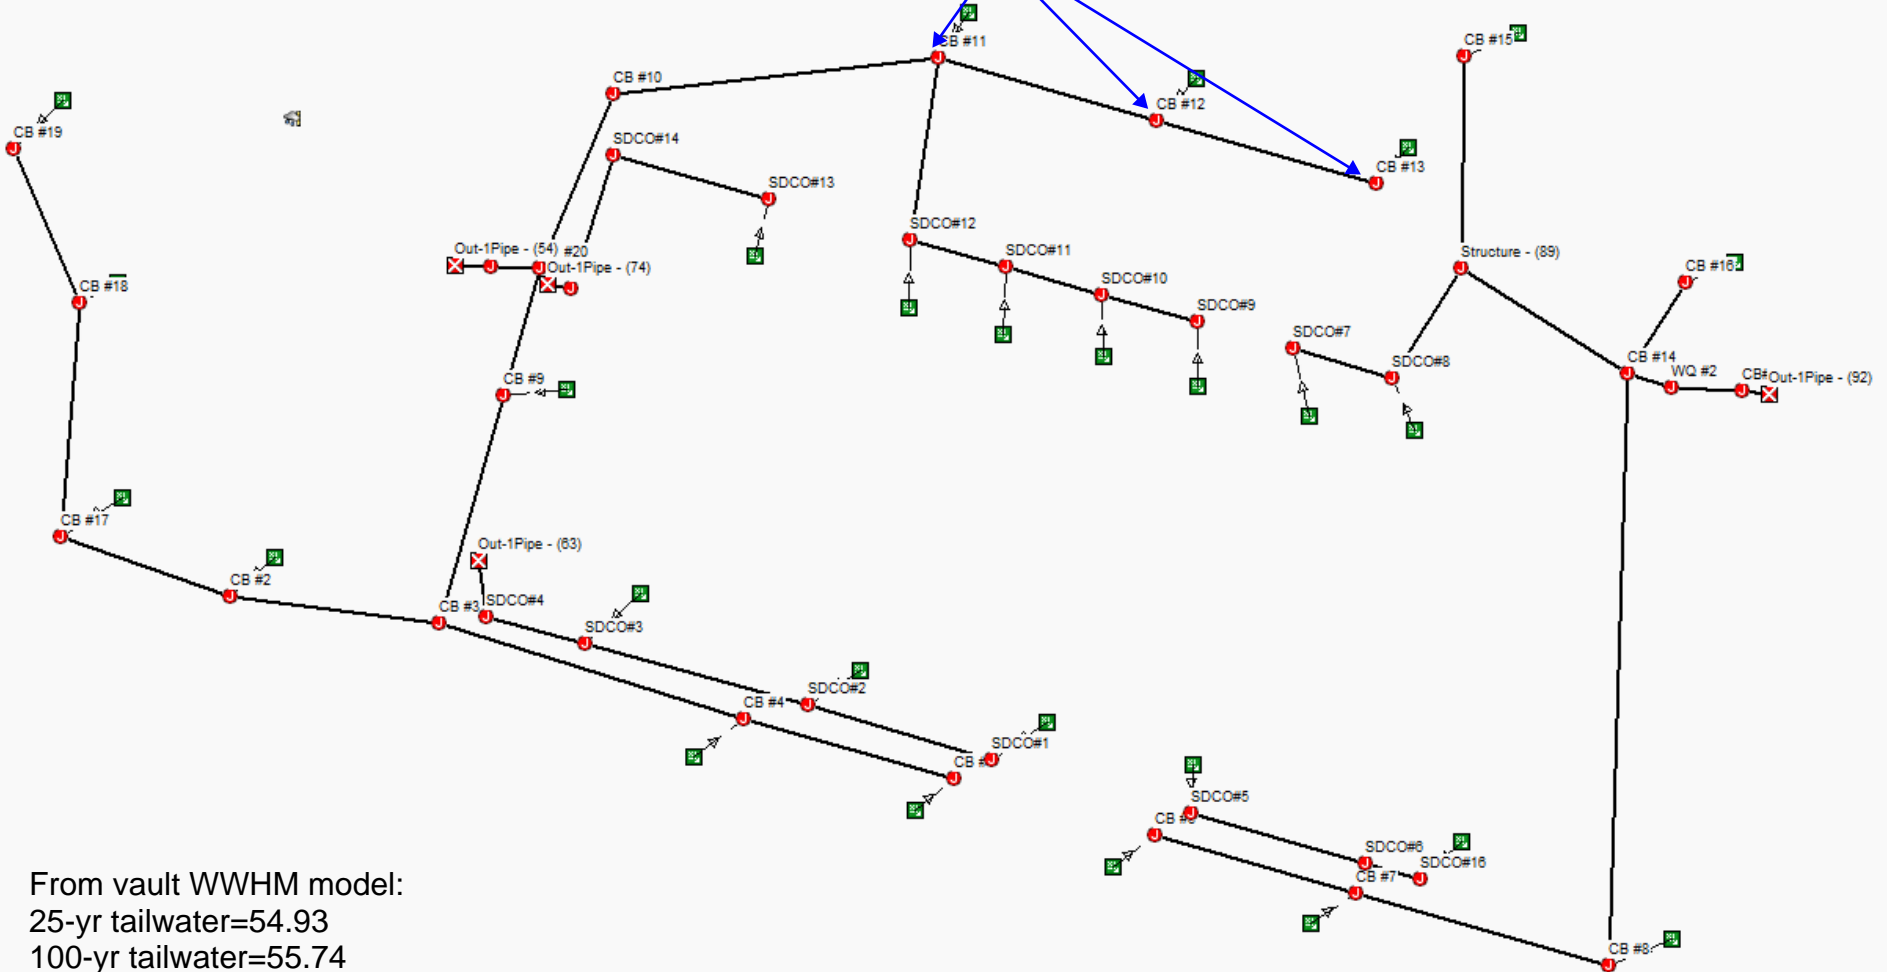 CB #15
CB #11
CB #10
CB #12
CB #19
SDCO#14
CB #13
SDCO#13
SDCO#12
Out-1Pipe - (54)
#20
SDCO#11
Structure - (89)
Out-1Pipe - (74)
CB #16
SDCO#10
CB #18
SDCO#9
SDCO#7
CB #14
SDCO#8
WQ #2
CB#
Out-1Pipe - (92)
CB #9
CB #17
Out-1Pipe - (63)
CB #2
CB #3
SDCO#4
SDCO#3
SDCO#2
CB #4
SDCO#1
CB #
SDCO#5
CB #
SDCO#6
SDCO#16
CB #7
CB #8
From vault WWHM model:
25-yr tailwater=54.93
100-yr tailwater=55.74